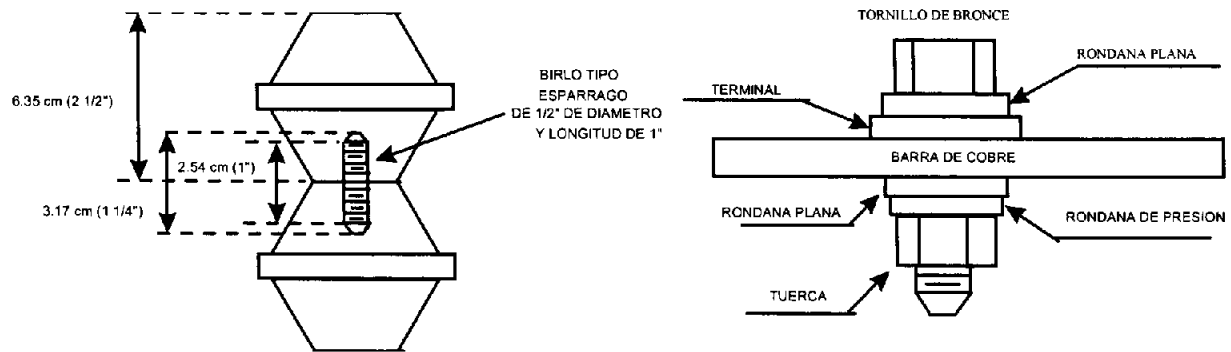 6.35 cm (2 1/2")
2.54 cm (1")
3.17 cm (1 1/4")
BIRLO TIPO
ESPARRAGO
DE 1/2" DE DIAMETRO
Y LONGITUD DE 1"
TORNILLO DE BRONCE
RONDANA PLANA
TERMINAL
BARRA DE COBRE
RONDANA PLANA
RONDANA DE PRESION
TUERCA